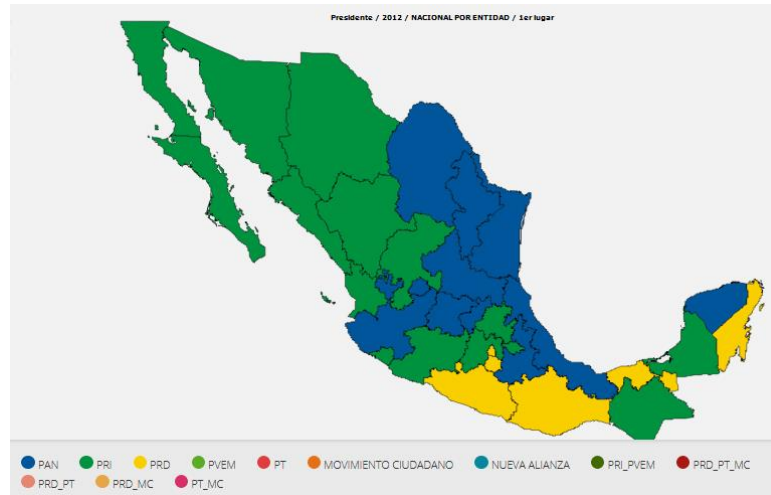 Presidente / 2012 / NACIONAL POR ENTIDAD / 1er lugar
PAN PRI PRD PVEM PT MOVIMIENTO CIUDADANO NUEVA ALIANZA PRI_PVEM PRD_PT_MC
PRD_PT PRD_MC PT_MC